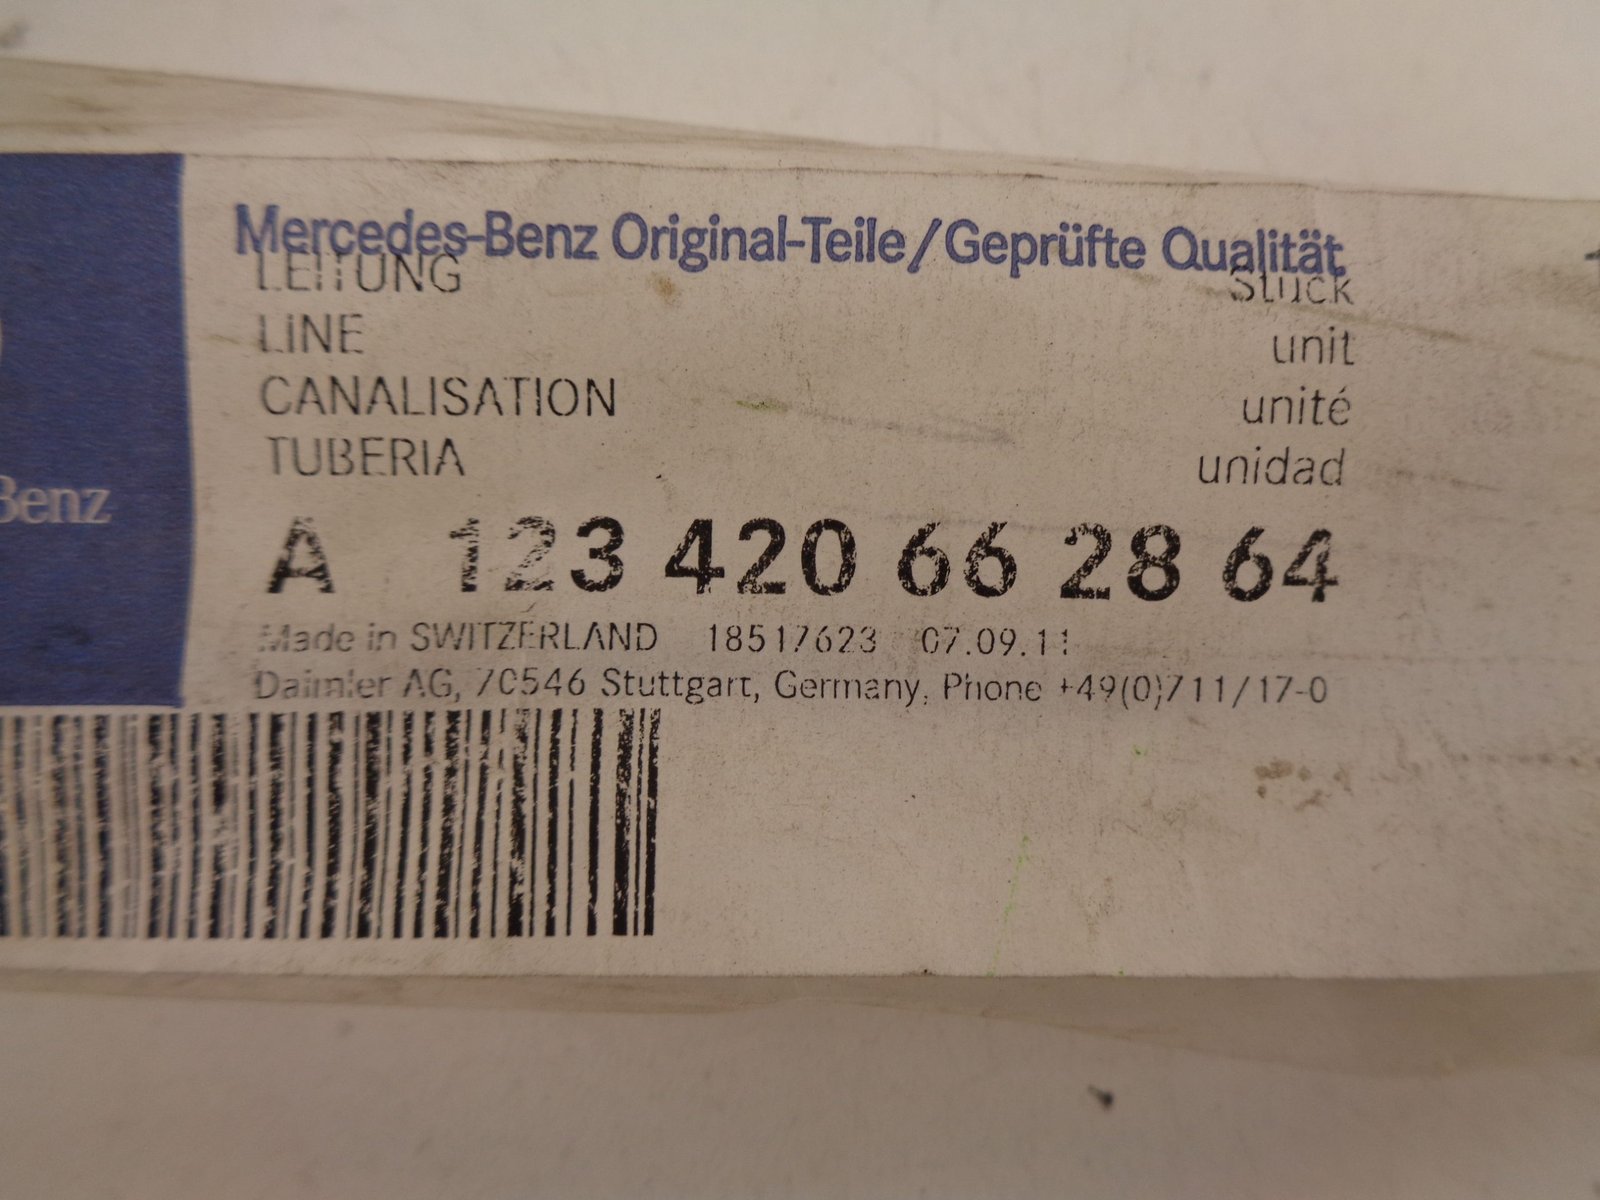 Mercedes-Benz Original-Teile/Geprüfte Qualität
LEITUNG Stück
LINE unit
CANALISATION unité
TUBERIA unidad
Benz
A 123 420 66 28 64
Made in SWITZERLAND 18517623 07.09.11
Daimler AG, 70546 Stuttgart, Germany, Phone +49(0)711/17-0